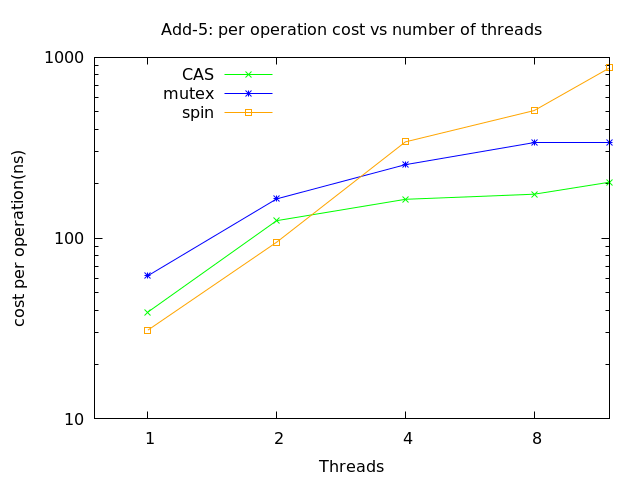 Add-5: per operation cost vs number of threads
1000
CAS
mutex
spin
100
cost per operation(ns)
10
1 2 4 8
Threads